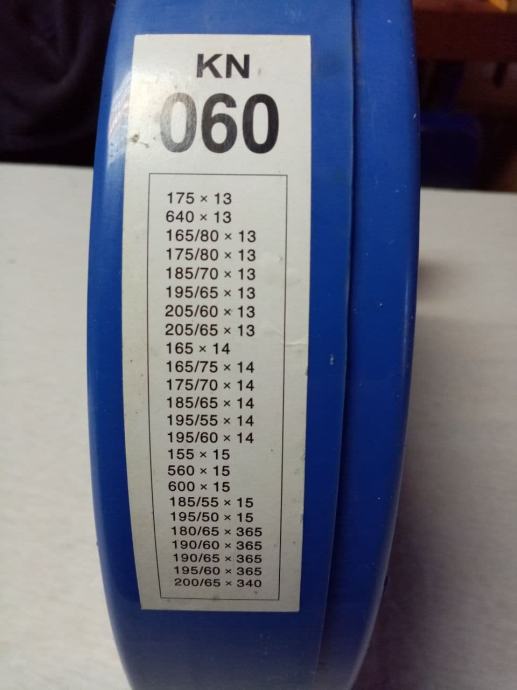 KN
060
175 × 13
640 × 13
165/80 × 13
175/80 × 13
185/70 × 13
195/65 × 13
205/60 × 13
205/65 × 13
165 × 14
165/75 × 14
175/70 × 14
185/65 × 14
195/55 × 14
195/60 × 14
155 × 15
560 × 15
600 × 15
185/55 × 15
195/50 × 15
180/65 × 365
190/60 × 365
190/65 × 365
195/60 × 365
200/65 × 340